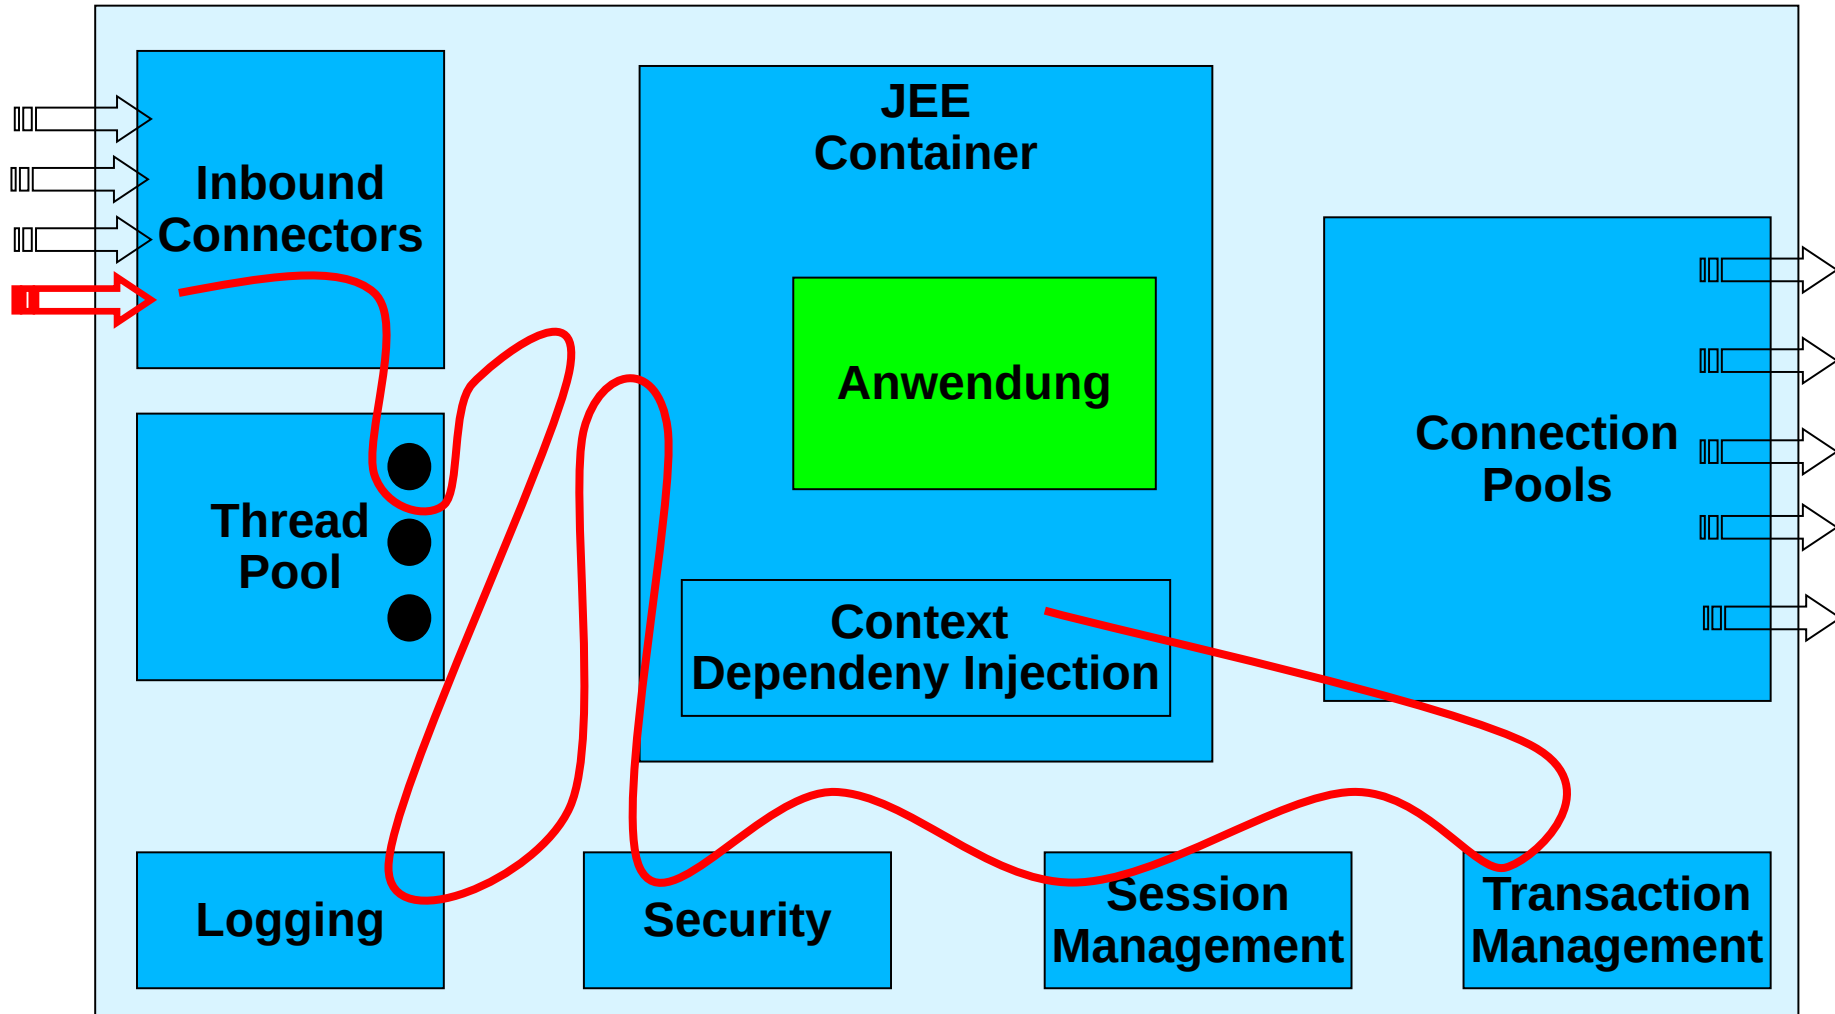 JEE
Container
Inbound
Connectors
Anwendung
Connection
Pools
Thread
Pool
Context
Dependeny Injection
Logging
Security
Session
Management
Transaction
Management